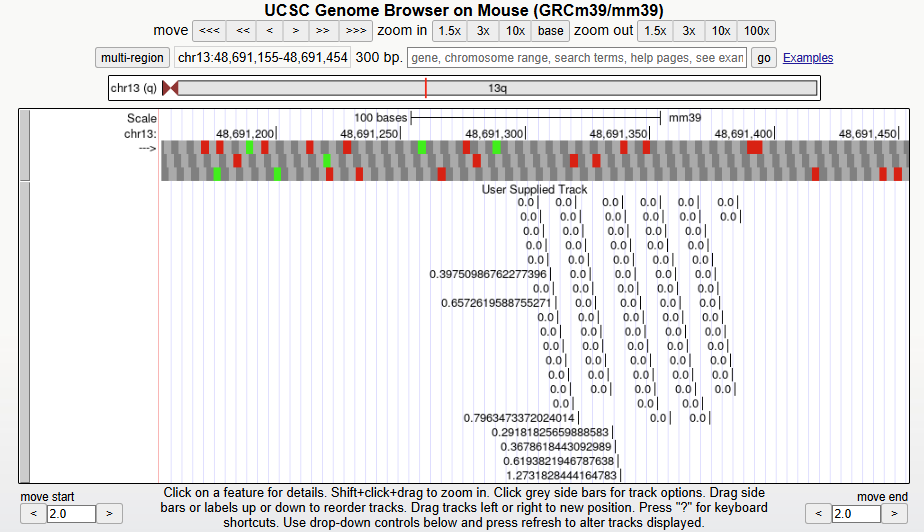 UCSC Genome Browser on Mouse (GRCm39/mm39)
move <<< << < > >> >>> zoom in 1.5x 3x 10x base zoom out 1.5x 3x 10x 100x
multi-region chr13:48,691,155-48,691,454 300 bp. gene, chromosome range, search terms, help pages, see exan go Examples
chr13 (q) 13q
Scale 100 bases mm39
chr13: 48,691,200 48,691,250 48,691,300 48,691,350 48,691,400 48,691,450
--->
User Supplied Track
0.0 0.0 0.0 0.0 0.0 0.0
0.0 0.0 0.0 0.0 0.0 0.0
0.0 0.0 0.0 0.0 0.0
0.0 0.0 0.0 0.0 0.0
0.0 0.0 0.0 0.0 0.0
0.39750986762277396 0.0 0.0 0.0 0.0
0.0 0.0 0.0 0.0 0.0
0.6572619588755271 0.0 0.0 0.0 0.0
0.0 0.0 0.0 0.0 0.0
0.0 0.0 0.0 0.0 0.0
0.0 0.0 0.0 0.0 0.0
0.0 0.0 0.0 0.0 0.0
0.0 0.0 0.0 0.0 0.0
0.0 0.0 0.0 0.0 0.0
0.0 0.0 0.0
0.7963473372024014 0.0 0.0
0.29181825659888583
0.3678618443092989
0.6193821946787638
1.2731828444164783
move start
< 2.0 >
Click on a feature for details. Shift+click+drag to zoom in. Click grey side bars for track options. Drag side
bars or labels up or down to reorder tracks. Drag tracks left or right to new position. Press "?" for keyboard
shortcuts. Use drop-down controls below and press refresh to alter tracks displayed.
move end
< 2.0 >